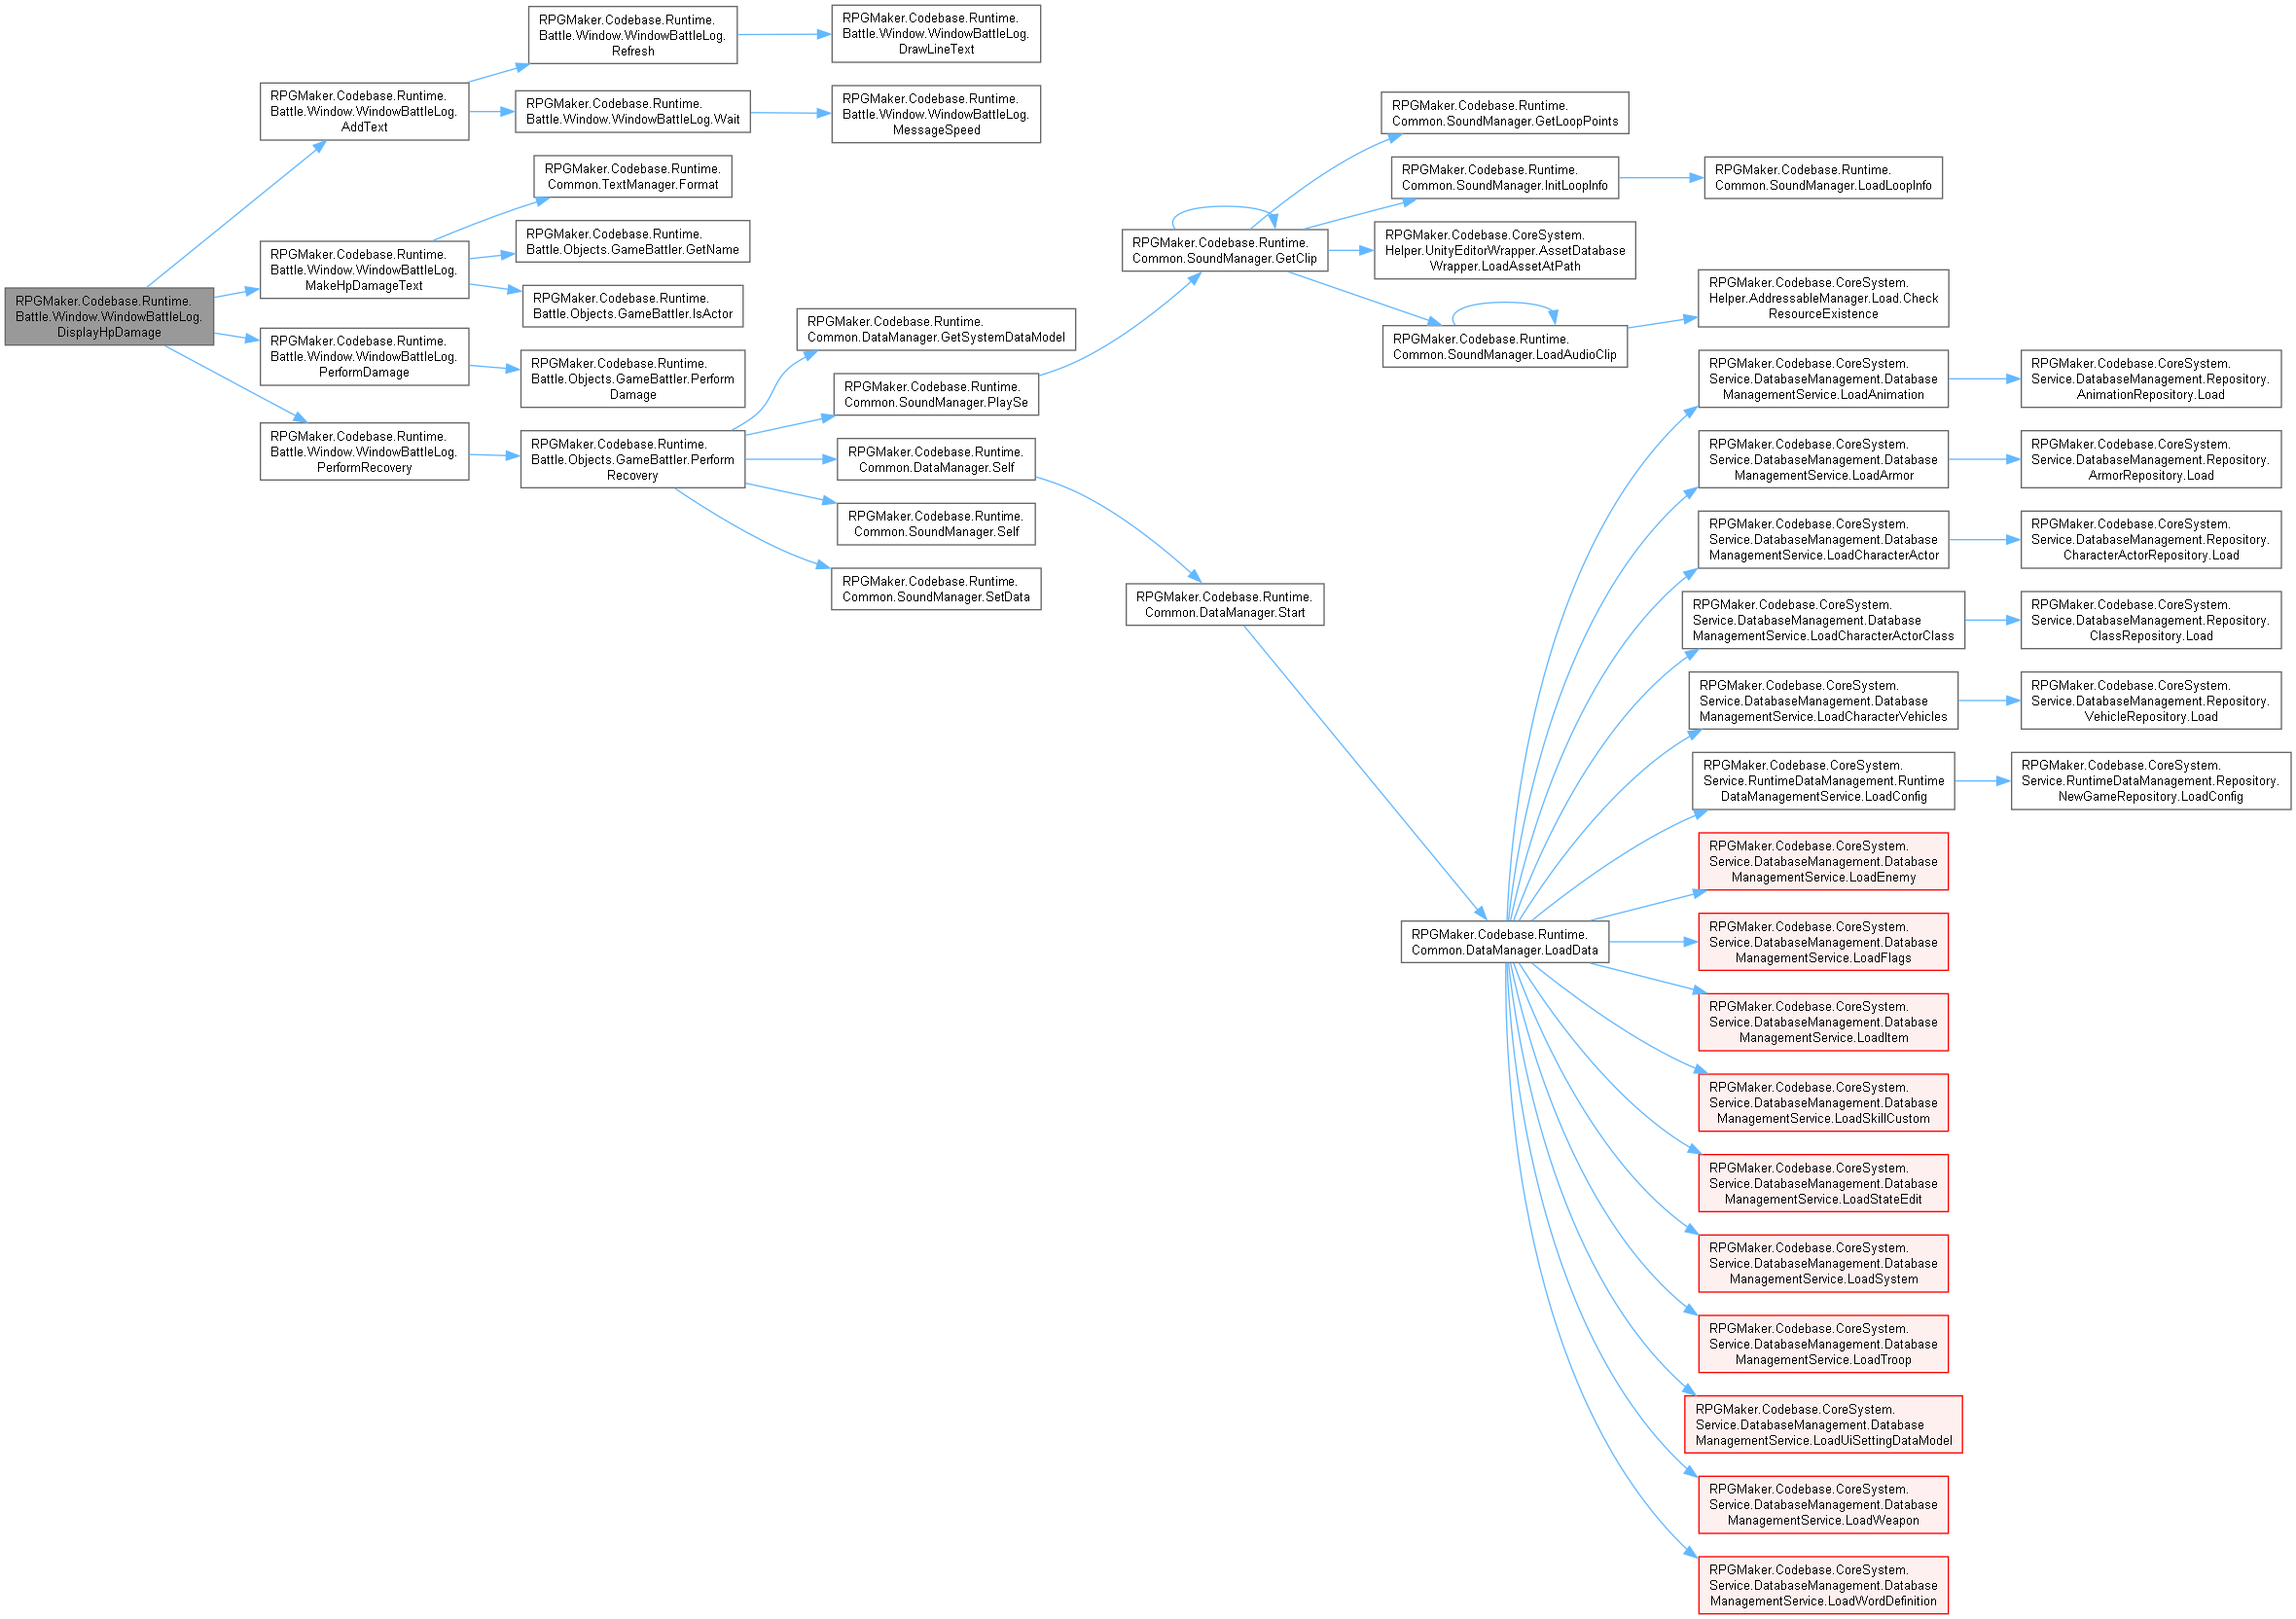 RPGMaker.Codebase.Runtime.
Battle.Window.WindowBattleLog.
DisplayHpDamage
RPGMaker.Codebase.Runtime.
Battle.Window.WindowBattleLog.
AddText
RPGMaker.Codebase.Runtime.
Battle.Window.WindowBattleLog.
MakeHpDamageText
RPGMaker.Codebase.Runtime.
Battle.Window.WindowBattleLog.
PerformDamage
RPGMaker.Codebase.Runtime.
Battle.Window.WindowBattleLog.
PerformRecovery
RPGMaker.Codebase.Runtime.
Battle.Window.WindowBattleLog.
Refresh
RPGMaker.Codebase.Runtime.
Battle.Window.WindowBattleLog.Wait
RPGMaker.Codebase.Runtime.
Common.TextManager.Format
RPGMaker.Codebase.Runtime.
Battle.Objects.GameBattler.GetName
RPGMaker.Codebase.Runtime.
Battle.Objects.GameBattler.IsActor
RPGMaker.Codebase.Runtime.
Battle.Objects.GameBattler.Perform
Damage
RPGMaker.Codebase.Runtime.
Battle.Objects.GameBattler.Perform
Recovery
RPGMaker.Codebase.Runtime.
Battle.Window.WindowBattleLog.
DrawLineText
RPGMaker.Codebase.Runtime.
Battle.Window.WindowBattleLog.
MessageSpeed
RPGMaker.Codebase.Runtime.
Common.DataManager.GetSystemDataModel
RPGMaker.Codebase.Runtime.
Common.SoundManager.PlaySe
RPGMaker.Codebase.Runtime.
Common.DataManager.Self
RPGMaker.Codebase.Runtime.
Common.SoundManager.Self
RPGMaker.Codebase.Runtime.
Common.SoundManager.SetData
RPGMaker.Codebase.Runtime.
Common.SoundManager.GetClip
RPGMaker.Codebase.Runtime.
Common.DataManager.Start
RPGMaker.Codebase.Runtime.
Common.SoundManager.GetLoopPoints
RPGMaker.Codebase.Runtime.
Common.SoundManager.InitLoopInfo
RPGMaker.Codebase.CoreSystem.
Helper.UnityEditorWrapper.AssetDatabase
Wrapper.LoadAssetAtPath
RPGMaker.Codebase.Runtime.
Common.SoundManager.LoadAudioClip
RPGMaker.Codebase.Runtime.
Common.DataManager.LoadData
RPGMaker.Codebase.Runtime.
Common.SoundManager.LoadLoopInfo
RPGMaker.Codebase.CoreSystem.
Helper.AddressableManager.Load.Check
ResourceExistence
RPGMaker.Codebase.CoreSystem.
Service.DatabaseManagement.Database
ManagementService.LoadAnimation
RPGMaker.Codebase.CoreSystem.
Service.DatabaseManagement.Database
ManagementService.LoadArmor
RPGMaker.Codebase.CoreSystem.
Service.DatabaseManagement.Database
ManagementService.LoadCharacterActor
RPGMaker.Codebase.CoreSystem.
Service.DatabaseManagement.Database
ManagementService.LoadCharacterActorClass
RPGMaker.Codebase.CoreSystem.
Service.DatabaseManagement.Database
ManagementService.LoadCharacterVehicles
RPGMaker.Codebase.CoreSystem.
Service.RuntimeDataManagement.Runtime
DataManagementService.LoadConfig
RPGMaker.Codebase.CoreSystem.
Service.DatabaseManagement.Database
ManagementService.LoadEnemy
RPGMaker.Codebase.CoreSystem.
Service.DatabaseManagement.Database
ManagementService.LoadFlags
RPGMaker.Codebase.CoreSystem.
Service.DatabaseManagement.Database
ManagementService.LoadItem
RPGMaker.Codebase.CoreSystem.
Service.DatabaseManagement.Database
ManagementService.LoadSkillCustom
RPGMaker.Codebase.CoreSystem.
Service.DatabaseManagement.Database
ManagementService.LoadStateEdit
RPGMaker.Codebase.CoreSystem.
Service.DatabaseManagement.Database
ManagementService.LoadSystem
RPGMaker.Codebase.CoreSystem.
Service.DatabaseManagement.Database
ManagementService.LoadTroop
RPGMaker.Codebase.CoreSystem.
Service.DatabaseManagement.Database
ManagementService.LoadUiSettingDataModel
RPGMaker.Codebase.CoreSystem.
Service.DatabaseManagement.Database
ManagementService.LoadWeapon
RPGMaker.Codebase.CoreSystem.
Service.DatabaseManagement.Database
ManagementService.LoadWordDefinition
RPGMaker.Codebase.CoreSystem.
Service.DatabaseManagement.Repository.
AnimationRepository.Load
RPGMaker.Codebase.CoreSystem.
Service.DatabaseManagement.Repository.
ArmorRepository.Load
RPGMaker.Codebase.CoreSystem.
Service.DatabaseManagement.Repository.
CharacterActorRepository.Load
RPGMaker.Codebase.CoreSystem.
Service.DatabaseManagement.Repository.
ClassRepository.Load
RPGMaker.Codebase.CoreSystem.
Service.DatabaseManagement.Repository.
VehicleRepository.Load
RPGMaker.Codebase.CoreSystem.
Service.RuntimeDataManagement.Repository.
NewGameRepository.LoadConfig